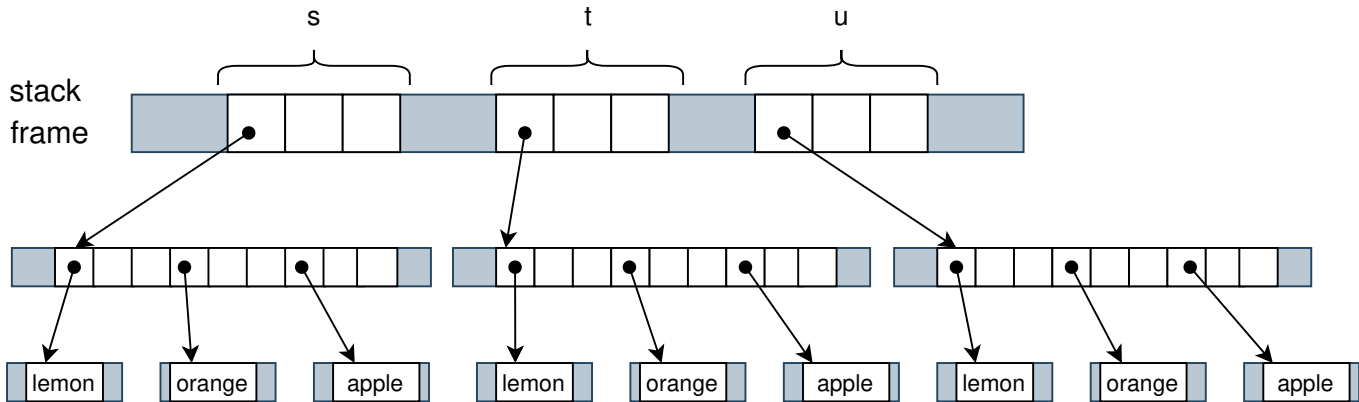 s t u
stack
frame
lemon orange apple lemon orange apple lemon orange apple